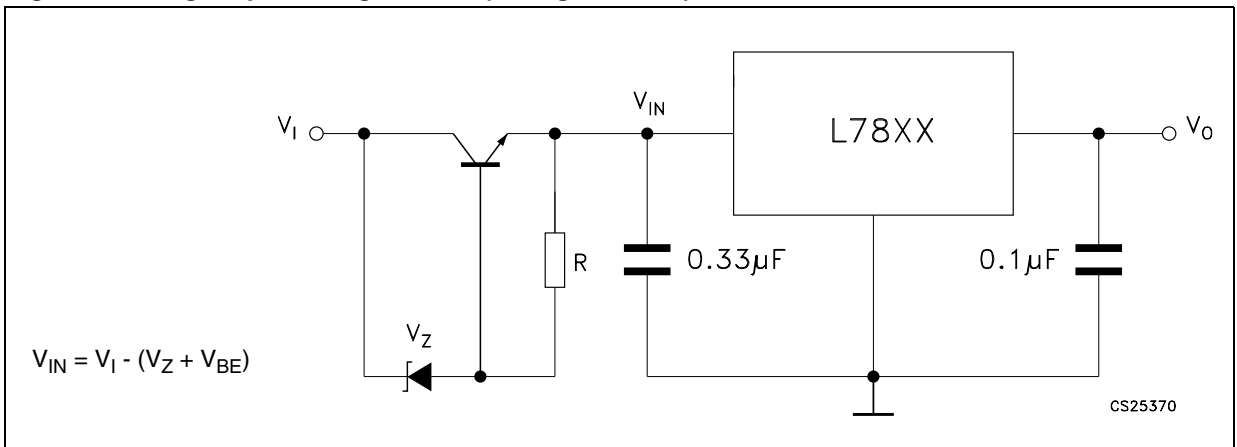 V_I
V_IN
L78XX
V_O
R
0.33µF
0.1µF
V_Z
V_IN = V_I - (V_Z + V_BE)
CS25370